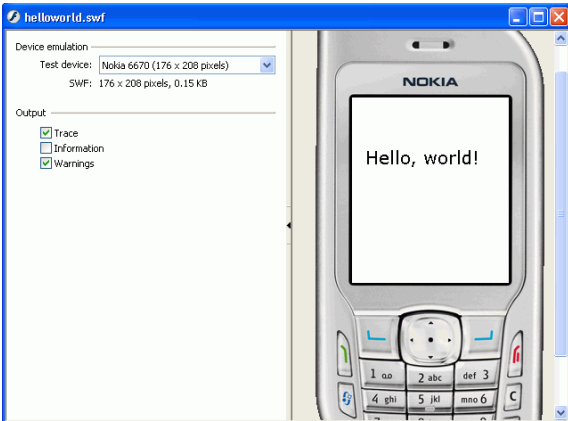 helloworld.swf
Device emulation
Test device: Nokia 6670 (176 x 208 pixels)
SWF: 176 x 208 pixels, 0.15 KB
Output
Trace
Information
Warnings
NOKIA
Hello, world!
1
2 abc
def 3
4 ghi
5 jkl
mno 6
C